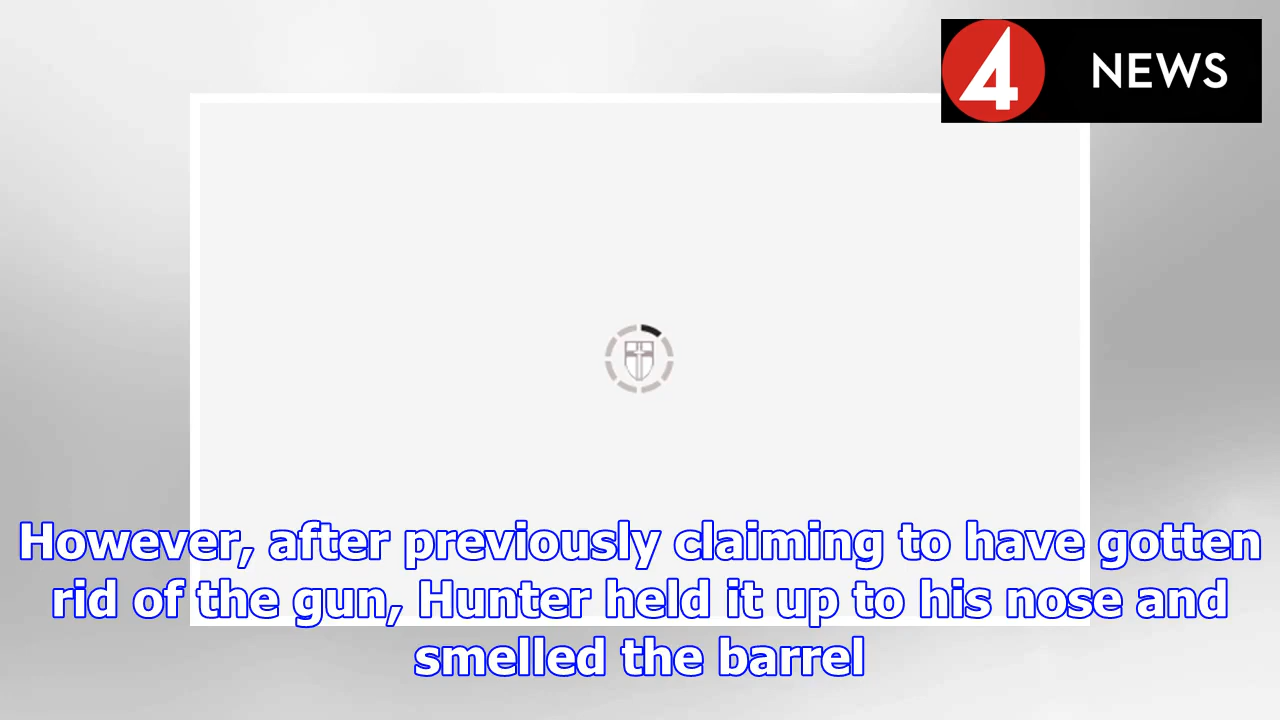 4 NEWS
However, after previously claiming to have gotten
rid of the gun, Hunter held it up to his nose and
smelled the barrel